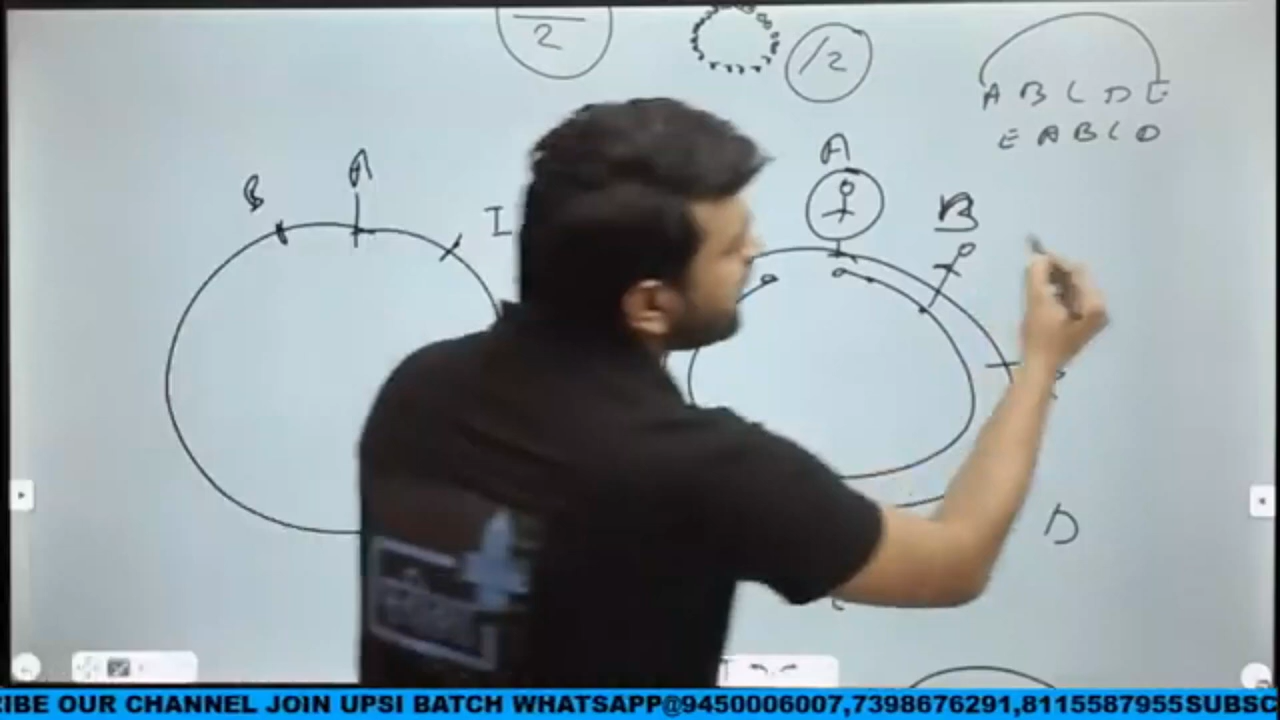 2
/2
A B C D E
E A B C D
A
B
A
B
I
D
RIBE OUR CHANNEL JOIN UPSI BATCH WHATSAPP@9450006007,7398676291,8115587955SUBSC